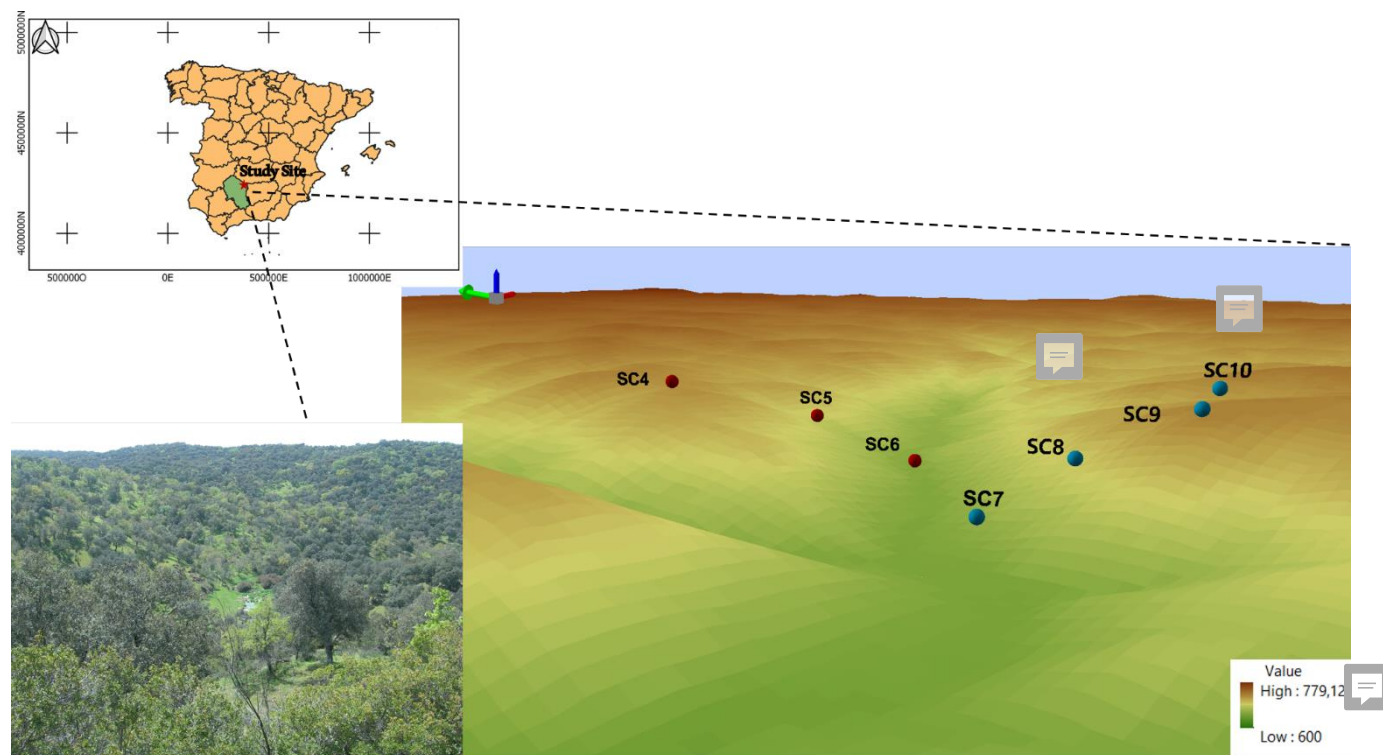 5000000N
4500000N
4000000N
Study Site
500000O
0E
500000E
1000000E
SC4
SC5
SC6
SC7
SC8
SC9
SC10
Value
High : 779,12
Low : 600